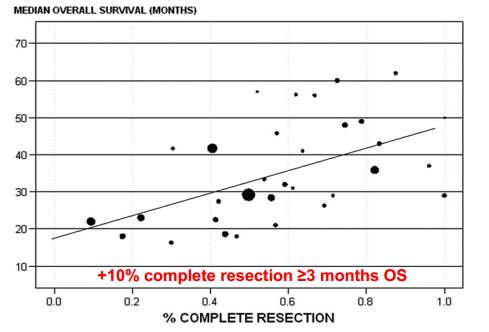 MEDIAN OVERALL SURVIVAL (MONTHS)
70
60
50
40
30
20
10
+10% complete resection ≥3 months OS
0.0 0.2 0.4 0.6 0.8 1.0
% COMPLETE RESECTION